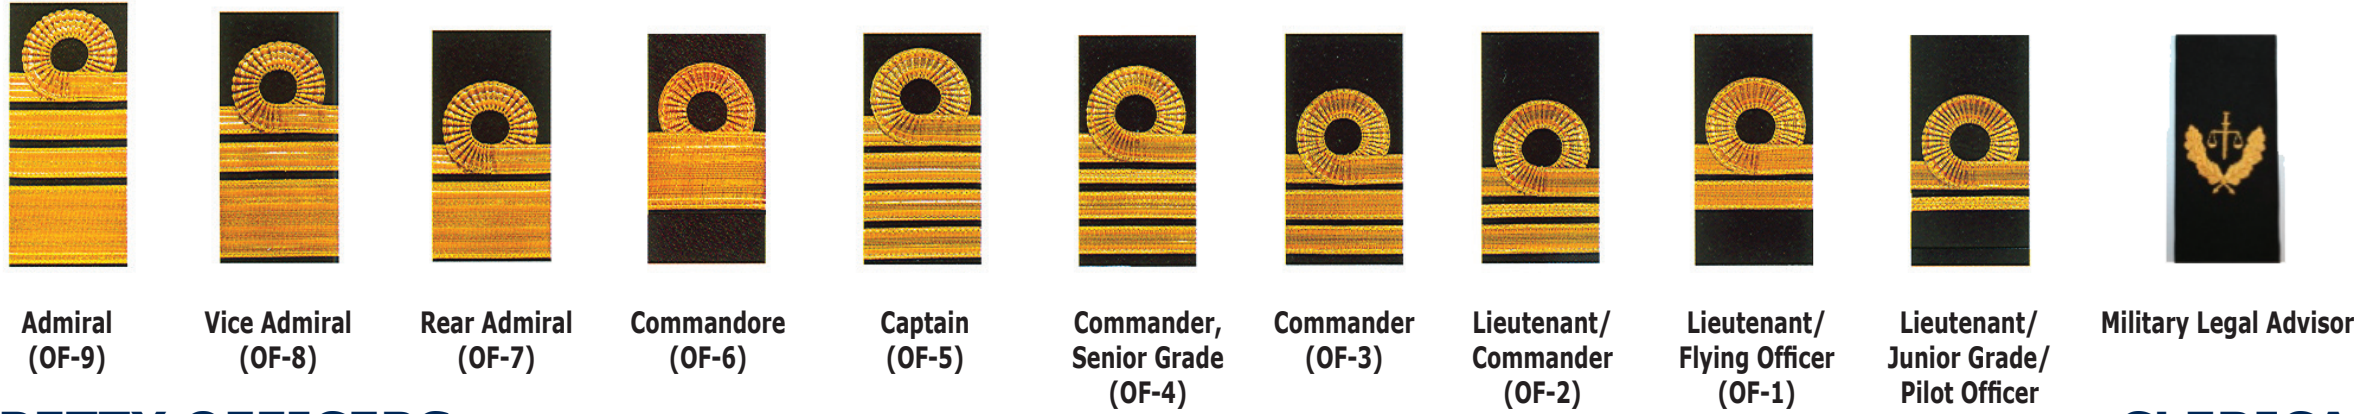 Admiral
(OF-9)
Vice Admiral
(OF-8)
Rear Admiral
(OF-7)
Commandore
(OF-6)
Captain
(OF-5)
Commander,
Senior Grade
(OF-4)
Commander
(OF-3)
Lieutenant/
Commander
(OF-2)
Lieutenant/
Flying Officer
(OF-1)
Lieutenant/
Junior Grade/
Pilot Officer
Military Legal Advisor
PETTY OFFICERS